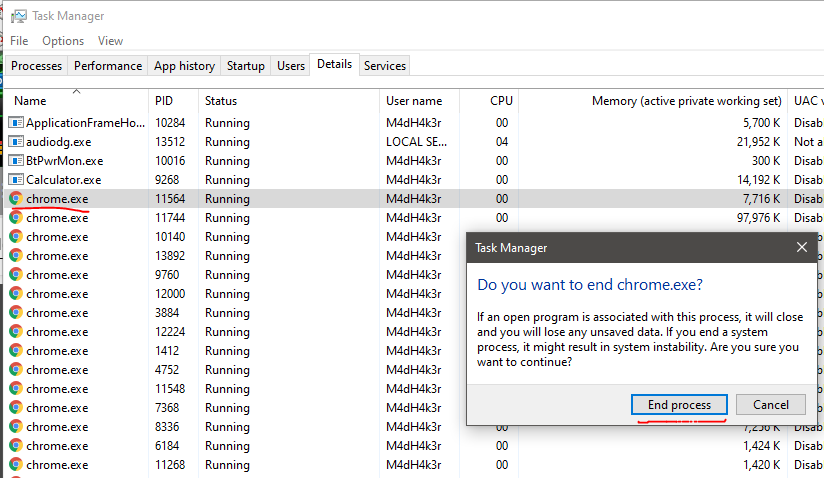 Task Manager
File Options View
Processes Performance App history Startup Users Details Services
Name PID Status User name CPU Memory (active private working set) UAC v
ApplicationFrameHo... 10284 Running M4dH4k3r 00 5,700 K Disab
audiodg.exe 13512 Running LOCAL SE... 04 21,952 K Not a
BtPwrMon.exe 10016 Running M4dH4k3r 00 300 K Disab
Calculator.exe 9268 Running M4dH4k3r 00 14,192 K Disab
chrome.exe 11564 Running M4dH4k3r 00 7,716 K Disab
chrome.exe 11744 Running M4dH4k3r 00 97,976 K Disab
chrome.exe 10140 Running M4dH4k3r
chrome.exe 13892 Running M4dH4k3r
chrome.exe 9760 Running M4dH4k3r
chrome.exe 12000 Running M4dH4k3r
chrome.exe 3884 Running M4dH4k3r
chrome.exe 12224 Running M4dH4k3r
chrome.exe 1412 Running M4dH4k3r
chrome.exe 4752 Running M4dH4k3r
chrome.exe 11548 Running M4dH4k3r
chrome.exe 7368 Running M4dH4k3r
chrome.exe 8336 Running M4dH4k3r 00 7,256 K Disab
chrome.exe 6184 Running M4dH4k3r 00 1,424 K Disab
chrome.exe 11268 Running M4dH4k3r 00 1,420 K Disab
Task Manager
Do you want to end chrome.exe?
If an open program is associated with this process, it will close
and you will lose any unsaved data. If you end a system
process, it might result in system instability. Are you sure you
want to continue?
End process Cancel